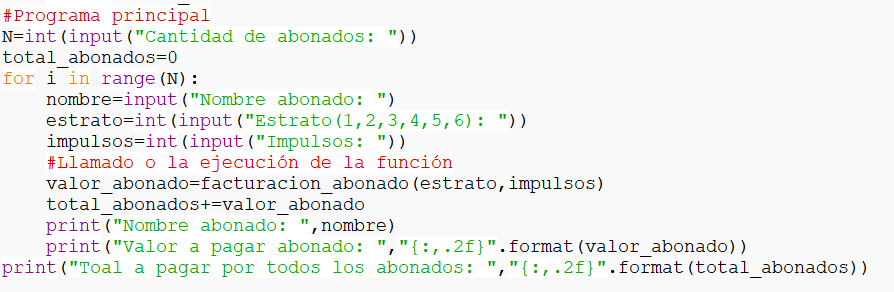 #Programa principal
N=int(input("Cantidad de abonados: "))
total_abonados=0
for i in range(N):
    nombre=input("Nombre abonado: ")
    estrato=int(input("Estrato(1,2,3,4,5,6): "))
    impulsos=int(input("Impulsos: "))
    #Llamado o la ejecución de la función
    valor_abonado=facturacion_abonado(estrato,impulsos)
    total_abonados+=valor_abonado
    print("Nombre abonado: ",nombre)
    print("Valor a pagar abonado: ","{:,.2f}".format(valor_abonado))
print("Toal a pagar por todos los abonados: ","{:,.2f}".format(total_abonados))